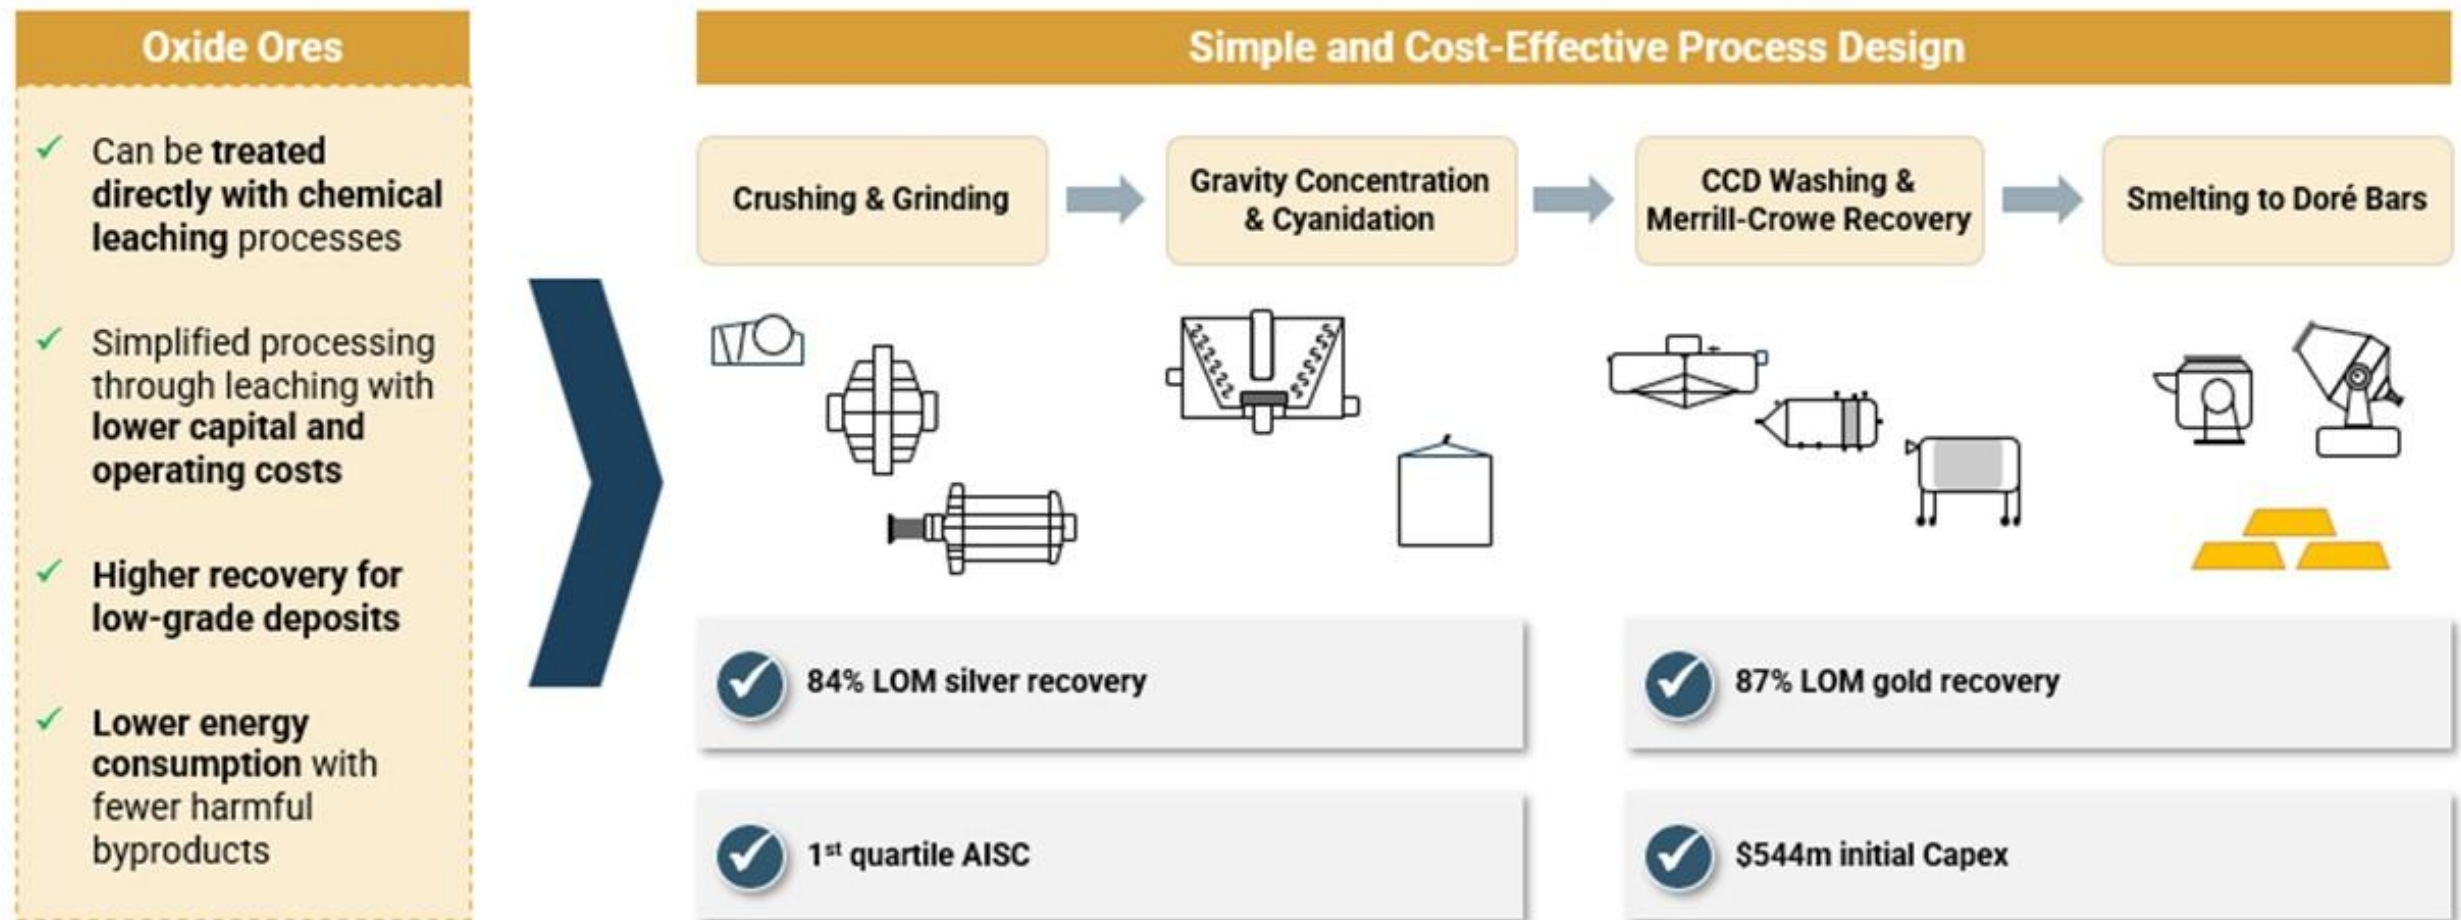 Oxide Ores
Can be treated
directly with chemical
leaching processes
Simplified processing
through leaching with
lower capital and
operating costs
Higher recovery for
low-grade deposits
Lower energy
consumption with
fewer harmful
byproducts
Simple and Cost-Effective Process Design
Crushing & Grinding
Gravity Concentration
& Cyanidation
CCD Washing &
Merrill-Crowe Recovery
Smelting to Doré Bars
84% LOM silver recovery
87% LOM gold recovery
1st quartile AISC
$544m initial Capex